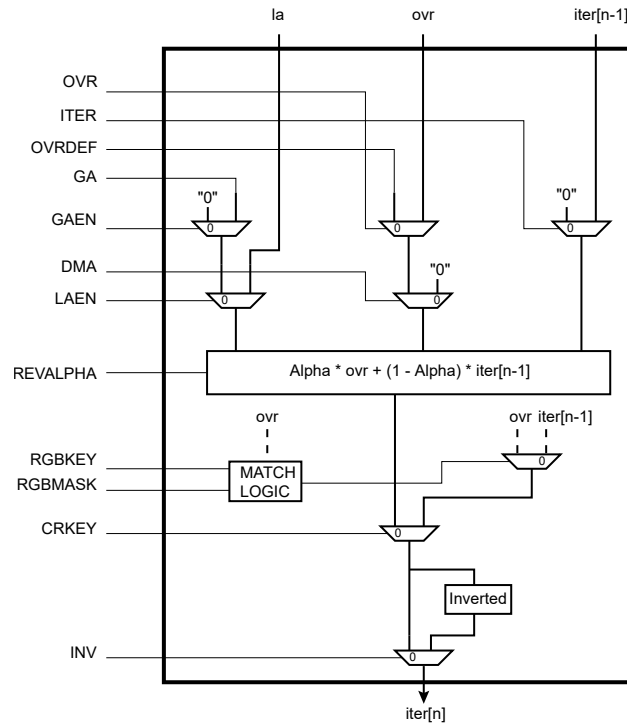 la ovr iter[n-1]
OVR
ITER
OVRDEF
GA
"0" "0"
GAEN 0 0 0
DMA "0"
LAEN 0 0
REVALPHA Alpha * ovr + (1 - Alpha) * iter[n-1]
ovr ovr iter[n-1]
RGBKEY MATCH 0
RGBMASK LOGIC
CRKEY 0
Inverted
INV 0
iter[n]